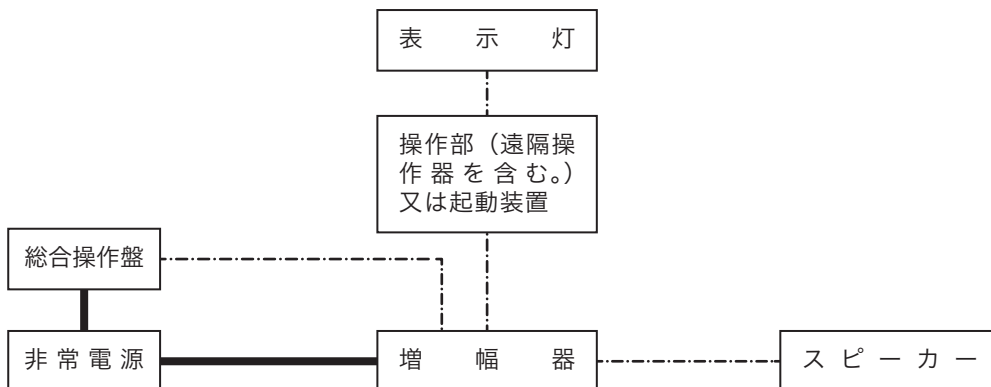 表示灯
操作部（遠隔操
作器を含む。）
又は起動装置
総合操作盤
非常電源
増幅器
スピーカー